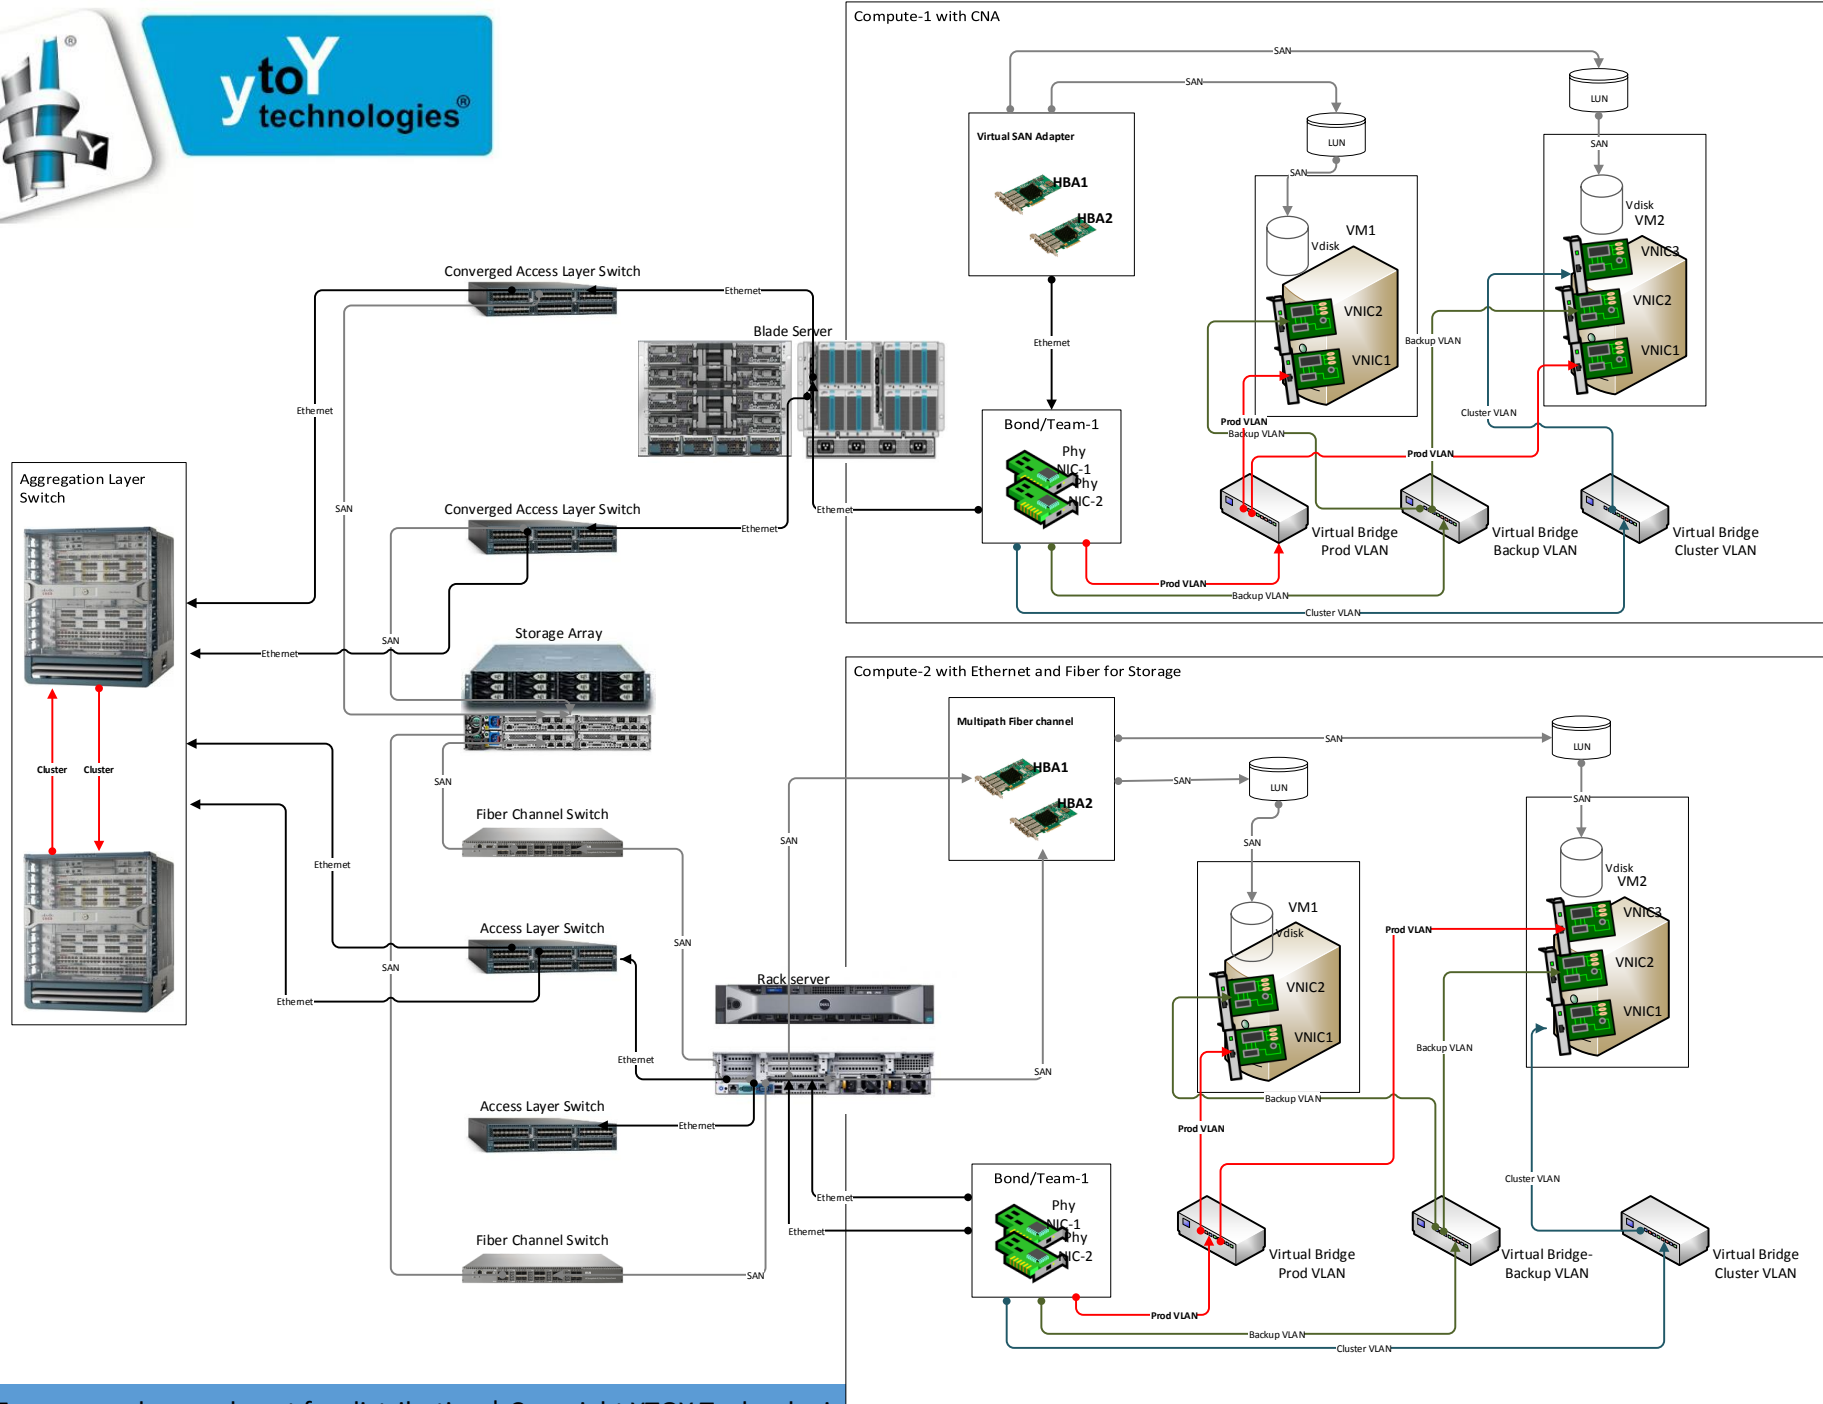 ytoY
technologies®
®
Y
Compute-1 with CNA
SAN
SAN
LUN
LUN
Virtual SAN Adapter
HBA1
HBA2
SAN
SAN
Vdisk
VM1
Vdisk
VM2
VNIC3
VNIC2
VNIC1
VNIC2
VNIC1
Converged Access Layer Switch
Ethernet
Blade Server
Ethernet
Ethernet
Backup VLAN
Cluster VLAN
Prod VLAN
Backup VLAN
Prod VLAN
Bond/Team-1
Phy
NIC-1
Phy
NIC-2
Aggregation Layer
Switch
SAN
Converged Access Layer Switch
Ethernet
Ethernet
Virtual Bridge
Prod VLAN
Virtual Bridge
Backup VLAN
Virtual Bridge
Cluster VLAN
Prod VLAN
Backup VLAN
Cluster VLAN
SAN
Ethernet
Storage Array
Compute-2 with Ethernet and Fiber for Storage
Multipath Fiber channel
HBA1
HBA2
SAN
SAN
LUN
LUN
Cluster
Cluster
SAN
Fiber Channel Switch
SAN
SAN
SAN
Ethernet
Vdisk
VM2
VNIC3
VNIC2
VNIC1
VM1
Vdisk
VNIC2
VNIC1
Prod VLAN
Access Layer Switch
SAN
SAN
Rack server
Ethernet
Ethernet
SAN
Backup VLAN
Backup VLAN
Access Layer Switch
Ethernet
Prod VLAN
Cluster VLAN
Bond/Team-1
Phy
NIC-1
Phy
NIC-2
Ethernet
Ethernet
Fiber Channel Switch
SAN
Virtual Bridge
Prod VLAN
Virtual Bridge-
Backup VLAN
Virtual Bridge
Cluster VLAN
Prod VLAN
Backup VLAN
Cluster VLAN